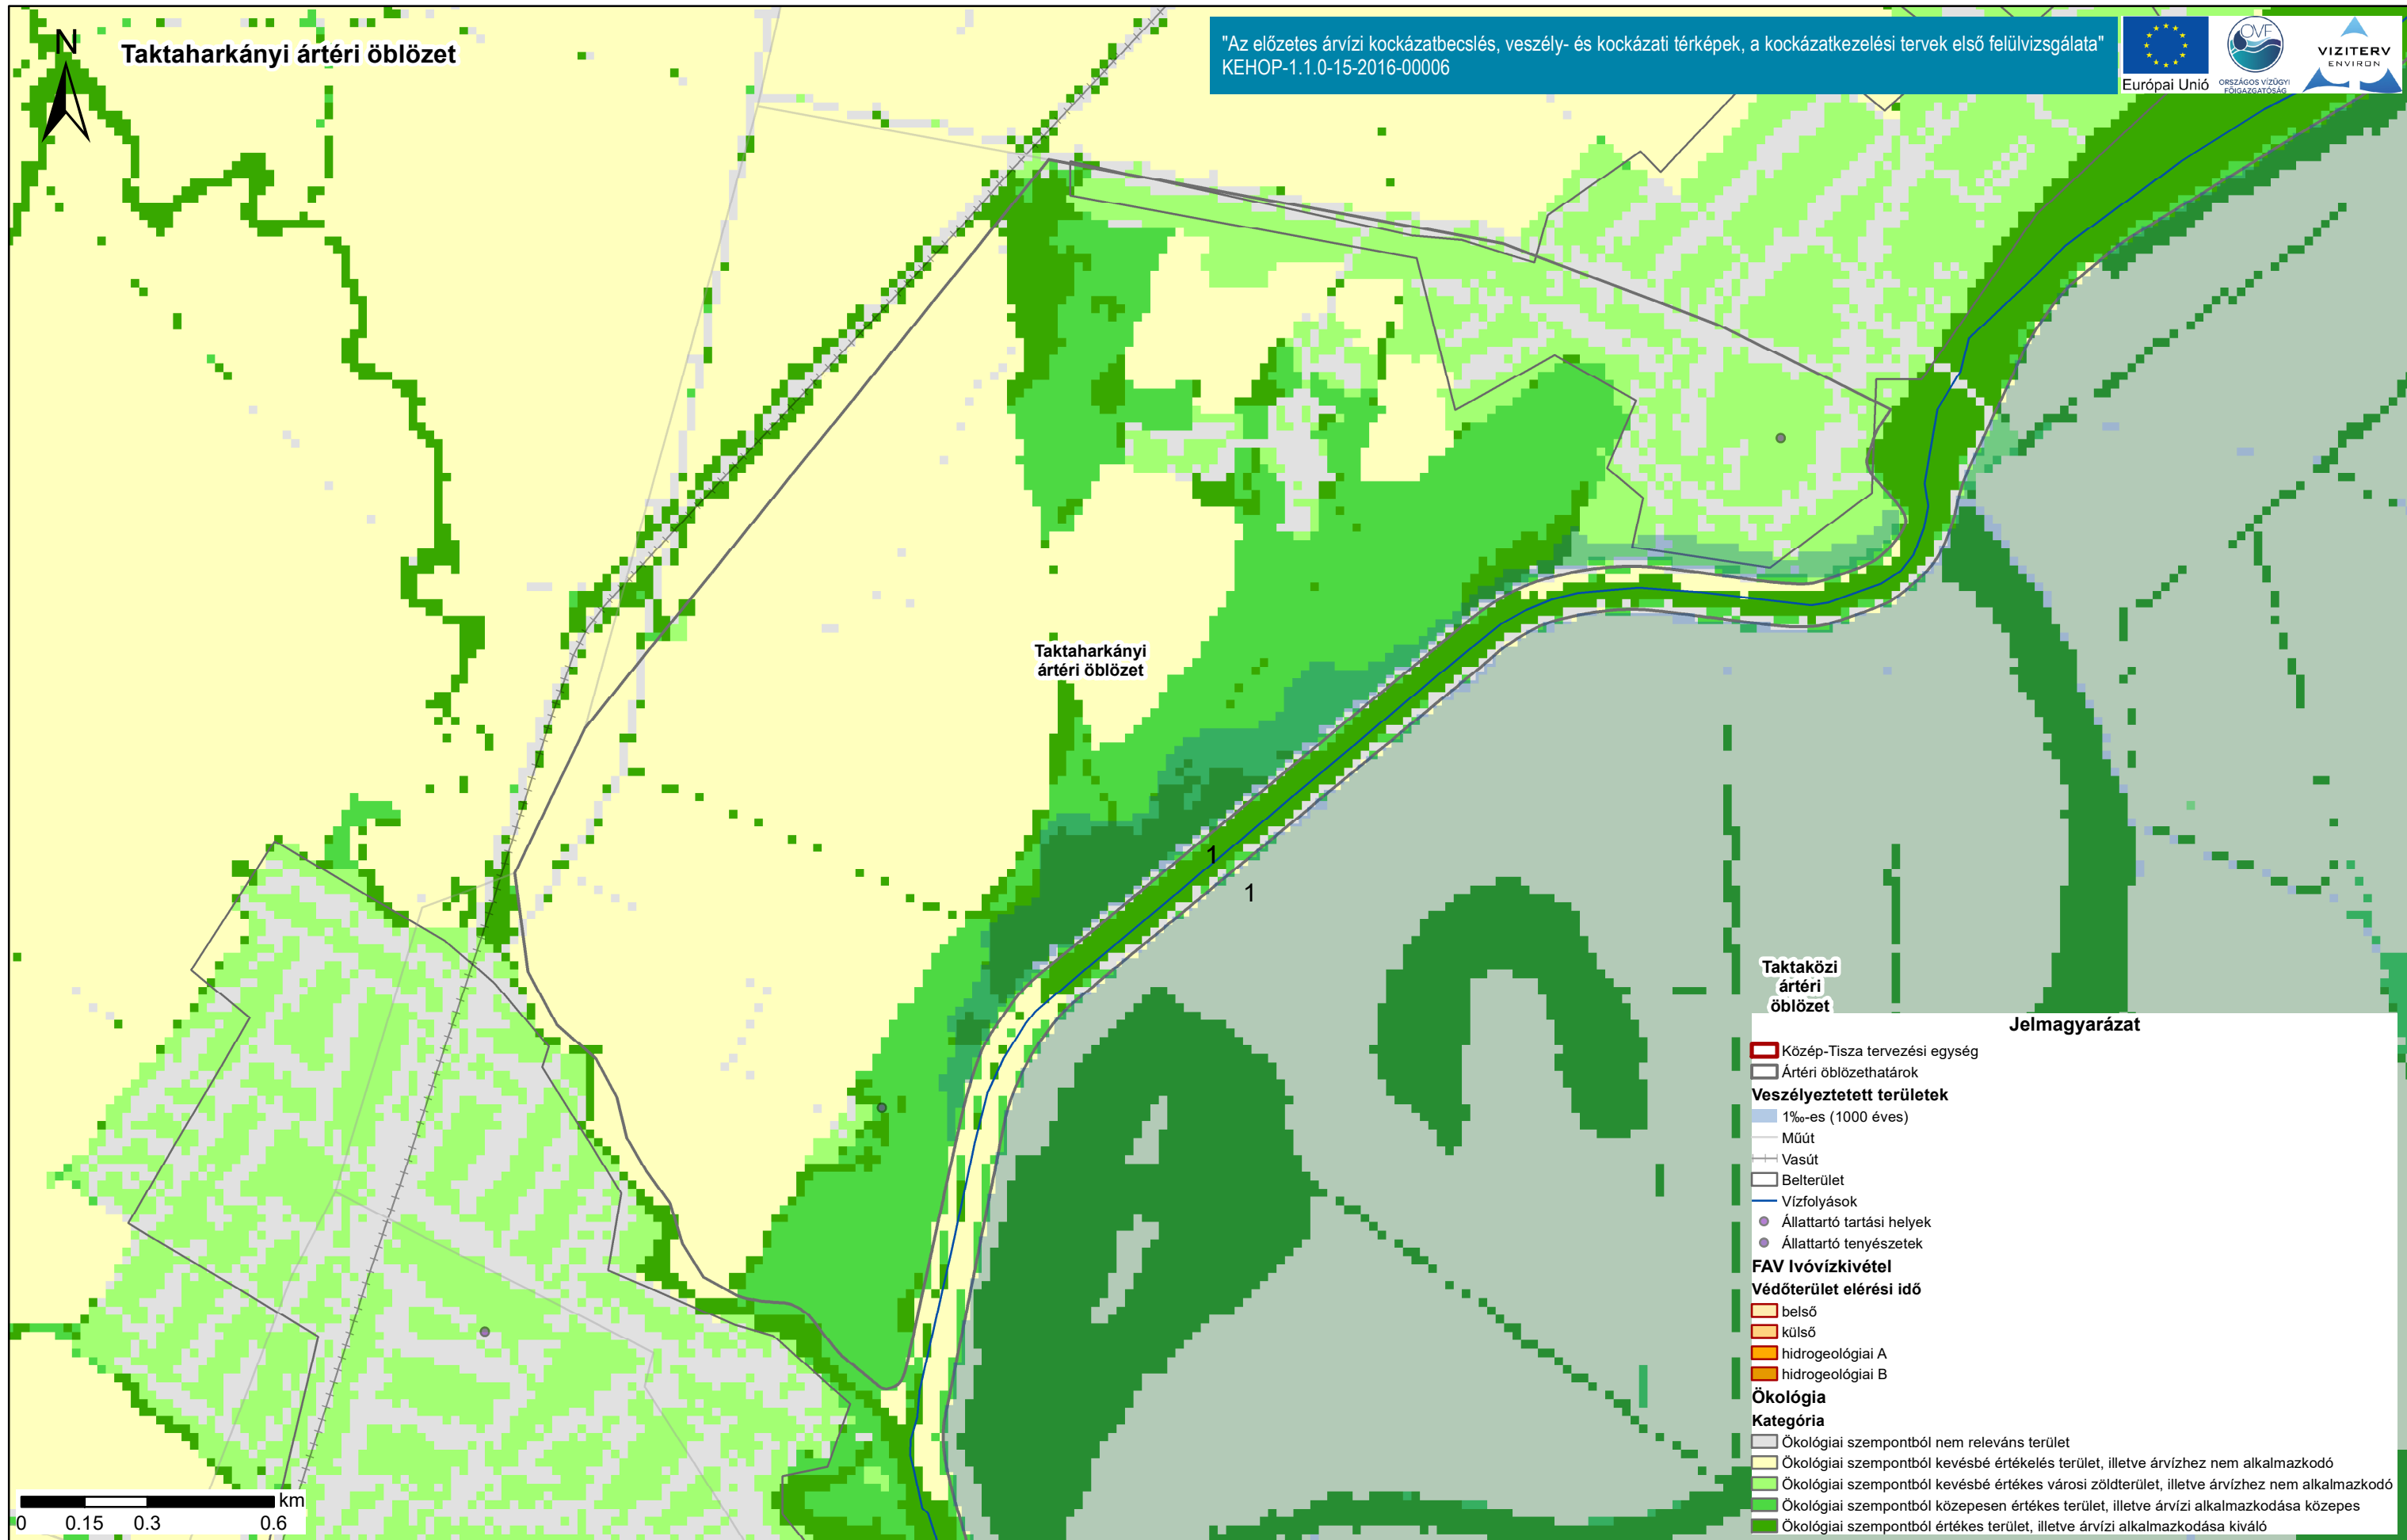 N
Taktaharkányi ártéri öblözet
"Az előzetes árvízi kockázatbecslés, veszély- és kockázati térképek, a kockázatkezelési tervek első felülvizsgálata"
KEHOP-1.1.0-15-2016-00006
Európai Unió
OVF
ORSZÁGOS VÍZÜGYI
FŐIGAZGATÓSÁG
VIZITERV
ENVIRON
Taktaharkányi
ártéri öblözet
1
1
Taktaközi
ártéri
öblözet
Jelmagyarázat
Közép-Tisza tervezési egység
Ártéri öblözethatárok
Veszélyeztetett területek
1‰-es (1000 éves)
Műút
Vasút
Belterület
Vízfolyások
Állattartó tartási helyek
Állattartó tenyészetek
FAV Ivóvízkivétel
Védőterület elérési idő
belső
külső
hidrogeológiai A
hidrogeológiai B
Ökológia
Kategória
Ökológiai szempontból nem releváns terület
Ökológiai szempontból kevésbé értékelés terület, illetve árvízhez nem alkalmazkodó
Ökológiai szempontból kevésbé értékes városi zöldterület, illetve árvízhez nem alkalmazkodó
Ökológiai szempontból közepesen értékes terület, illetve árvízi alkalmazkodása közepes
Ökológiai szempontból értékes terület, illetve árvízi alkalmazkodása kiváló
km
0 0.15 0.3 0.6